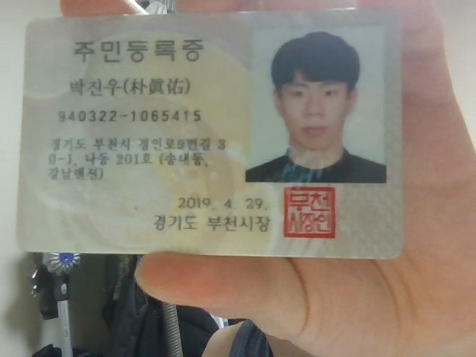 주민등록증
박진우(朴眞佑)
940322-1065415
경기도 부천시 경인로9번길 3
0-1, 나동 201호 (송내동,
강남맨션)
2019. 4. 29.
경기도 부천시장
부천
시장인